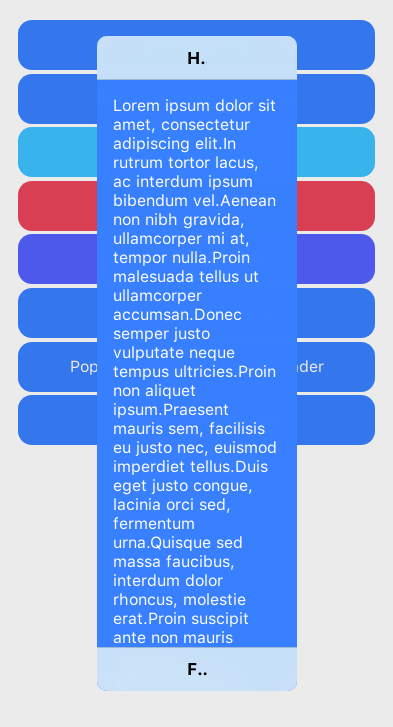 H.
Lorem ipsum dolor sit
amet, consectetur
adipiscing elit.In
rutrum tortor lacus,
ac interdum ipsum
bibendum vel.Aenean
non nibh gravida,
ullamcorper mi at,
tempor nulla.Proin
malesuada tellus ut
ullamcorper
accumsan.Donec
semper justo
vulputate neque
tempus ultricies.Proin
non aliquet
ipsum.Praesent
mauris sem, facilisis
eu justo nec, euismod
imperdiet tellus.Duis
eget justo congue,
lacinia orci sed,
fermentum
urna.Quisque sed
massa faucibus,
interdum dolor
rhoncus, molestie
erat.Proin suscipit
ante non mauris
F..